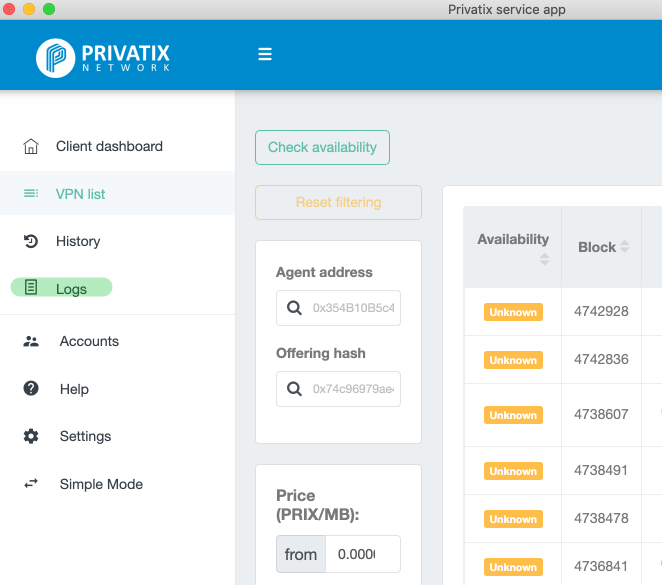 Privatix service app
PRIVATIX
NETWORK
Client dashboard
VPN list
History
Logs
Accounts
Help
Settings
Simple Mode
Check availability
Reset filtering
Agent address
0x354B10B5c4
Offering hash
0x74c96979ae
Price
(PRIX/MB):
from 0.000
Availability Block
Unknown 4742928
Unknown 4742836
Unknown 4738607
Unknown 4738491
Unknown 4738478
Unknown 4736841